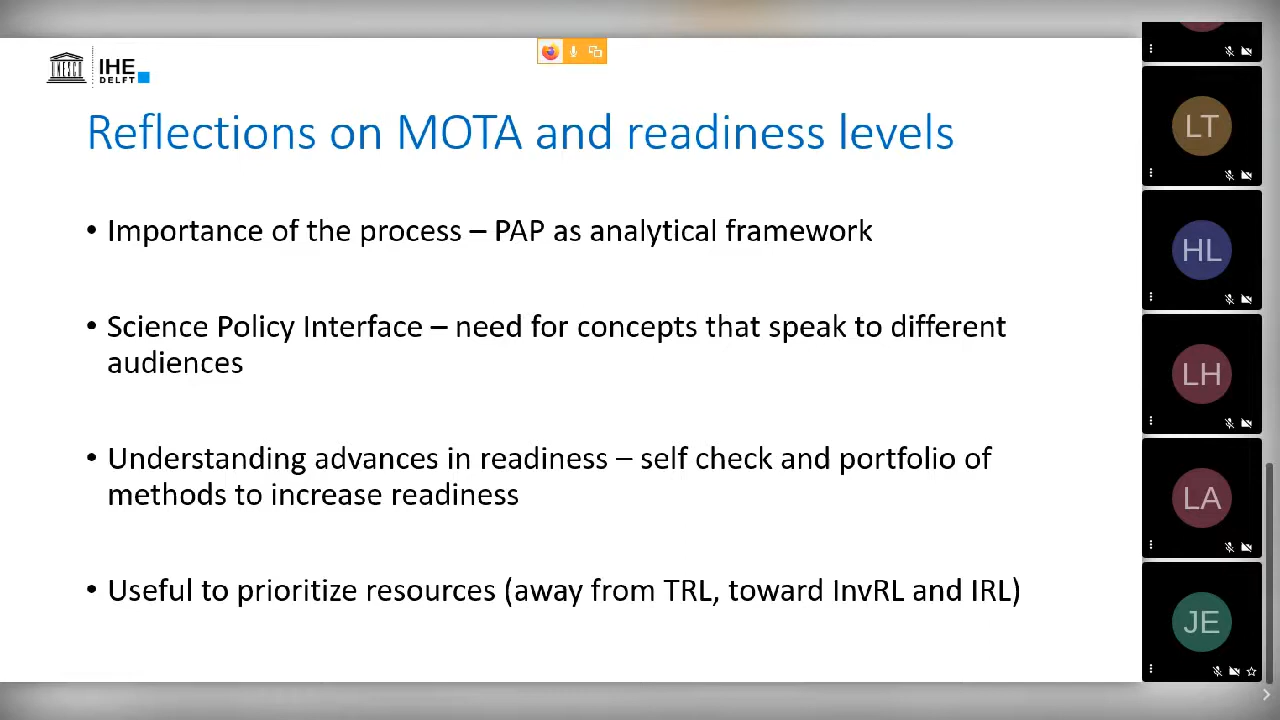 UNESCO
IHE
DELFT
Reflections on MOTA and readiness levels
• Importance of the process – PAP as analytical framework
• Science Policy Interface – need for concepts that speak to different
audiences
• Understanding advances in readiness – self check and portfolio of
methods to increase readiness
• Useful to prioritize resources (away from TRL, toward InvRL and IRL)
LT
HL
LH
LA
JE